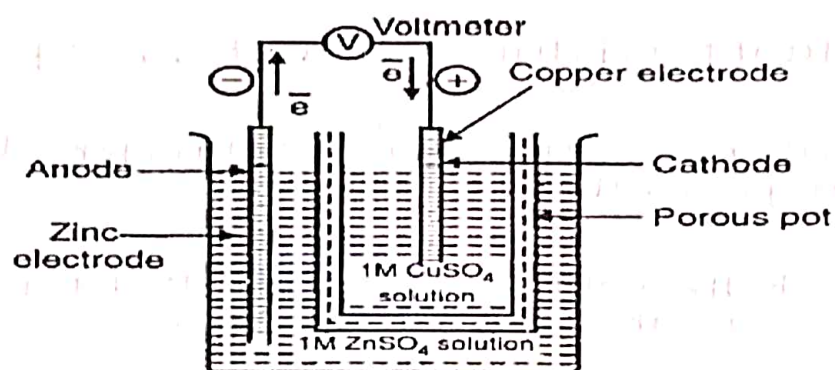 Voltmeter
V
−
e̅
e̅
+
Copper electrode
Anode
Cathode
Zinc
electrode
Porous pot
1M CuSO₄
solution
1M ZnSO₄ solution